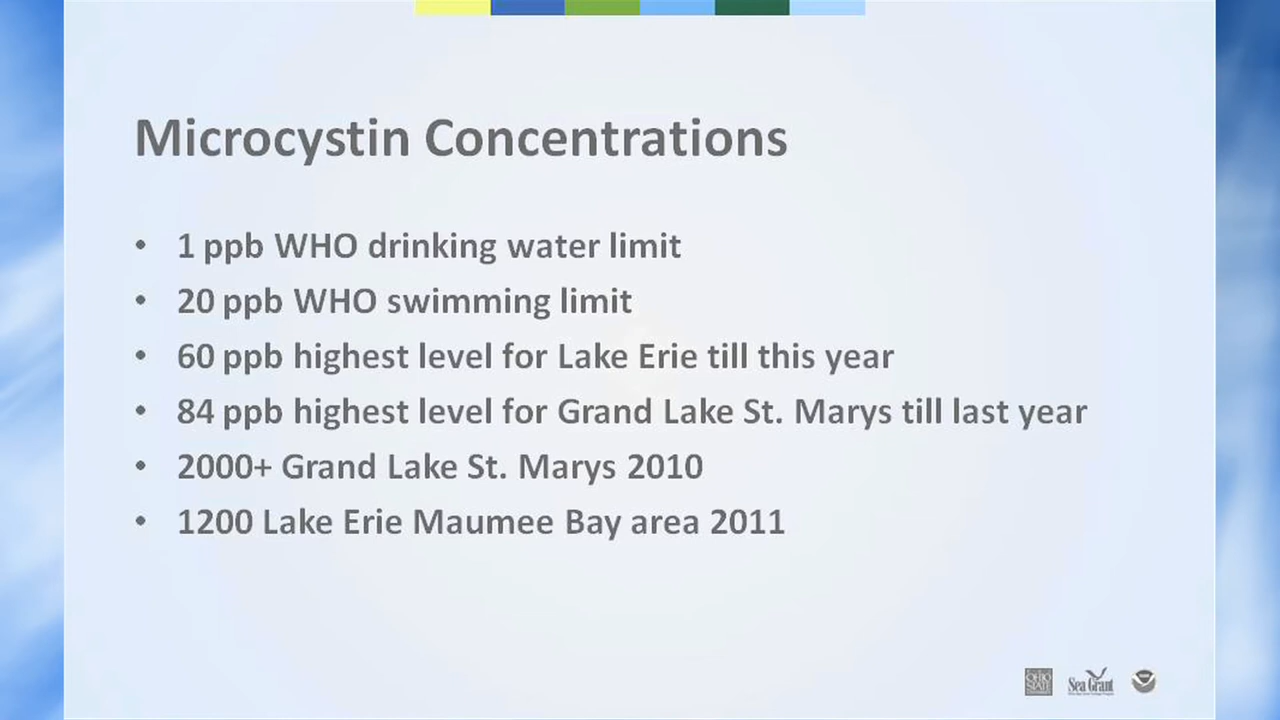 Microcystin Concentrations
• 1 ppb WHO drinking water limit
• 20 ppb WHO swimming limit
• 60 ppb highest level for Lake Erie till this year
• 84 ppb highest level for Grand Lake St. Marys till last year
• 2000+ Grand Lake St. Marys 2010
• 1200 Lake Erie Maumee Bay area 2011
OHIO STATE
Sea Grant